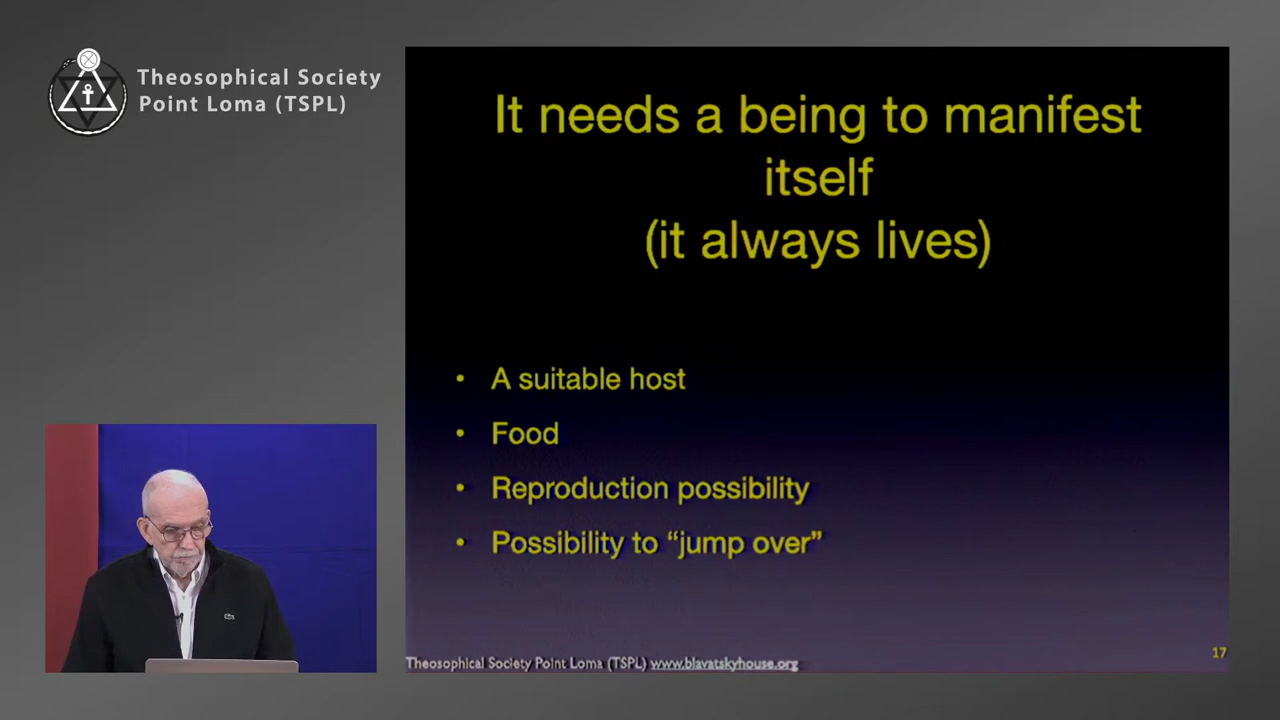 Theosophical Society
Point Loma (TSPL)
It needs a being to manifest
itself
(it always lives)
• A suitable host
• Food
• Reproduction possibility
• Possibility to “jump over”
Theosophical Society Point Loma (TSPL) www.blavatskyhouse.org
17